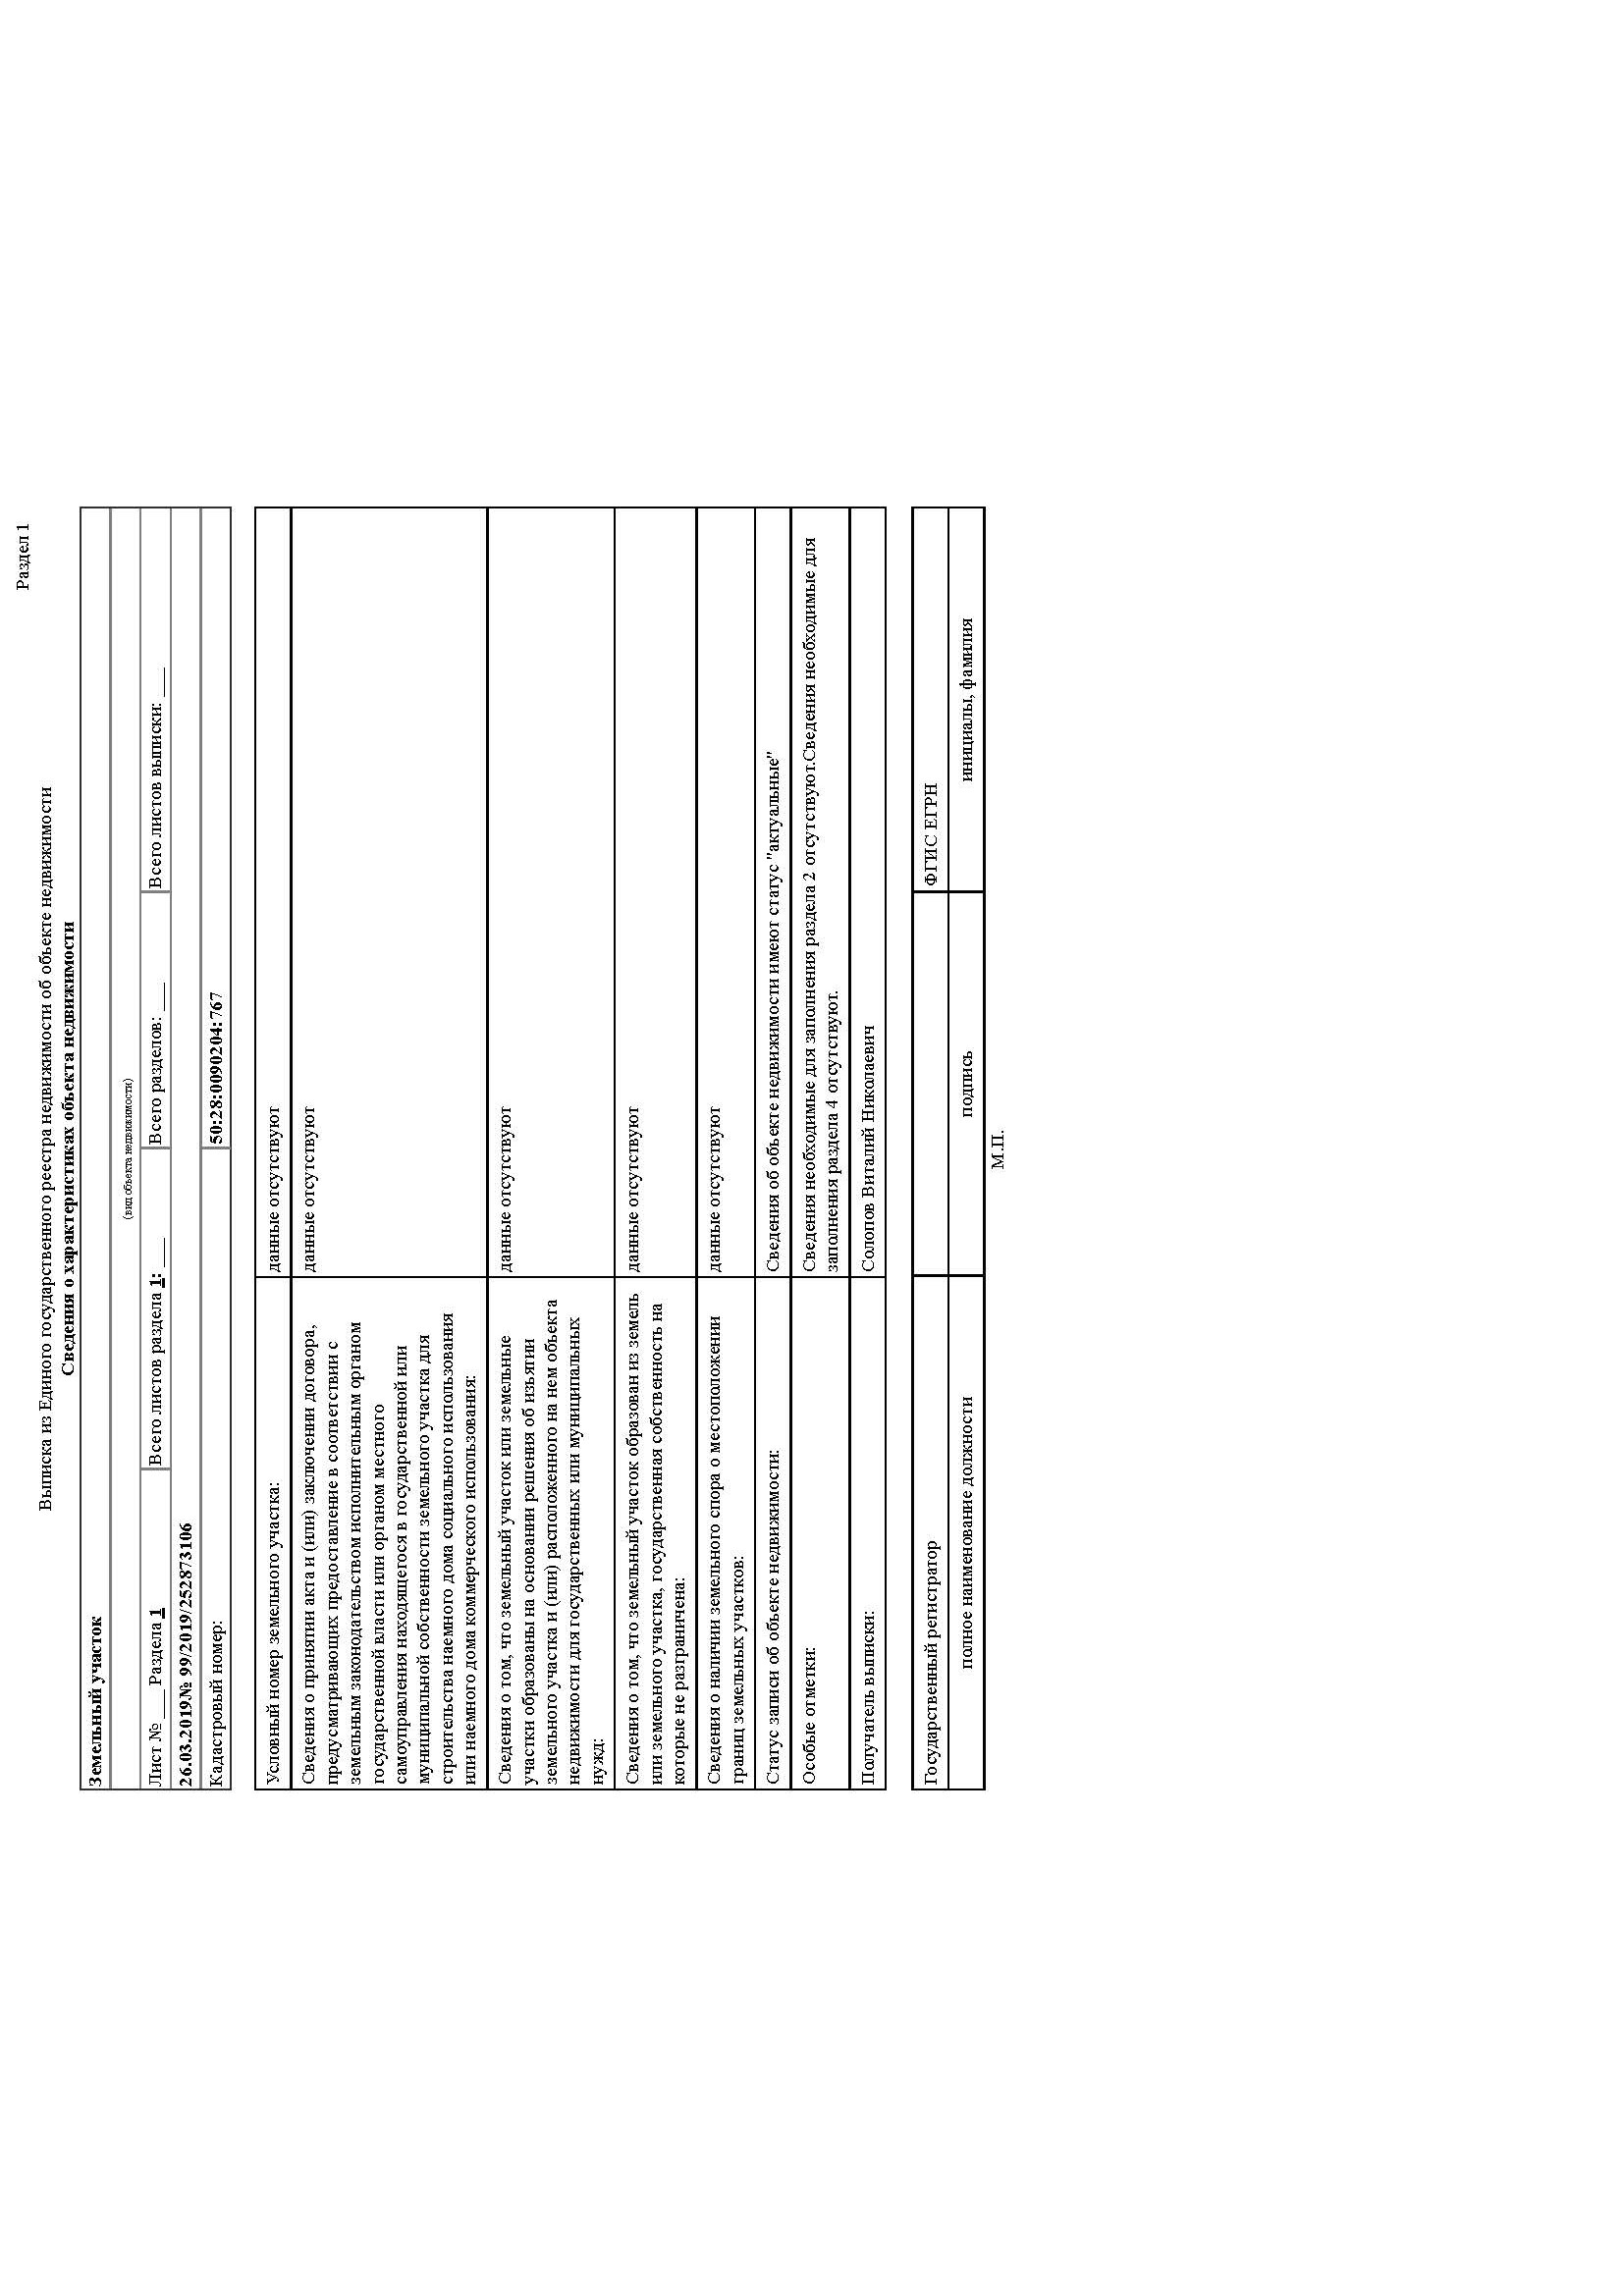 Раздел 1
Выписка из Единого государственного реестра недвижимости об объекте недвижимости
Сведения о характеристиках объекта недвижимости
Земельный участок
(вид объекта недвижимости)
Лист № ___ Раздела 1 Всего листов раздела 1: ___ Всего разделов: ___ Всего листов выписки: ___
26.03.2019№ 99/2019/252873106
Кадастровый номер: 50:28:0090204:767
Условный номер земельного участка: данные отсутствуют
Сведения о принятии акта и (или) заключении договора, данные отсутствуют
предусматривающих предоставление в соответствии с
земельным законодательством исполнительным органом
государственной власти или органом местного
самоуправления находящегося в государственной или
муниципальной собственности земельного участка для
строительства наемного дома социального использования
или наемного дома коммерческого использования:
Сведения о том, что земельный участок или земельные данные отсутствуют
участки образованы на основании решения об изъятии
земельного участка и (или) расположенного на нем объекта
недвижимости для государственных или муниципальных
нужд:
Сведения о том, что земельный участок образован из земель данные отсутствуют
или земельного участка, государственная собственность на
которые не разграничена:
Сведения о наличии земельного спора о местоположении данные отсутствуют
границ земельных участков:
Статус записи об объекте недвижимости: Сведения об объекте недвижимости имеют статус "актуальные"
Особые отметки: Сведения необходимые для заполнения раздела 2 отсутствуют.Сведения необходимые для
заполнения раздела 4 отсутствуют.
Получатель выписки: Солопов Виталий Николаевич
Государственный регистратор ФГИС ЕГРН
полное наименование должности подпись инициалы, фамилия
М.П.